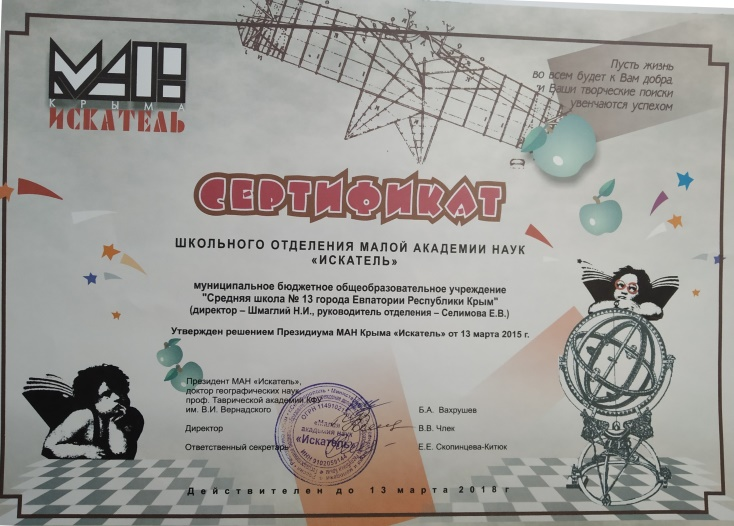 МАН
КРЫМА
ИСКАТЕЛЬ
Пусть жизнь
во всем будет к Вам добра
и Ваши творческие поиски
увенчаются успехом
СЕРТИФИКАТ
ШКОЛЬНОГО ОТДЕЛЕНИЯ МАЛОЙ АКАДЕМИИ НАУК
«ИСКАТЕЛЬ»
муниципальное бюджетное общеобразовательное учреждение
"Средняя школа № 13 города Евпатории Республики Крым"
(директор – Шмаглий Н.И., руководитель отделения – Селимова Е.В.)
Утвержден решением Президиума МАН Крыма «Искатель» от 13 марта 2015 г.
Президент МАН «Искатель»,
доктор географических наук,
проф. Таврической академии КФУ
им. В.И. Вернадского
Б.А. Вахрушев
Директор
В.В. Члек
Ответственный секретарь
Е.Е. Скопинцева-Китюк
«Малая
академия наук
«Искатель»
Действителен до 13 марта 2018 г